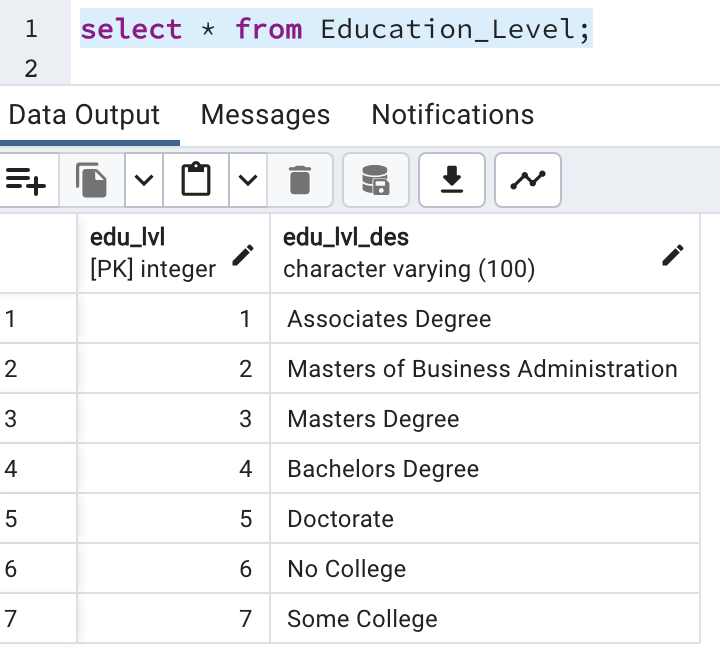 1 select * from Education_Level;
2
Data Output Messages Notifications
edu_lvl edu_lvl_des
[PK] integer character varying (100)
1 1 Associates Degree
2 2 Masters of Business Administration
3 3 Masters Degree
4 4 Bachelors Degree
5 5 Doctorate
6 6 No College
7 7 Some College